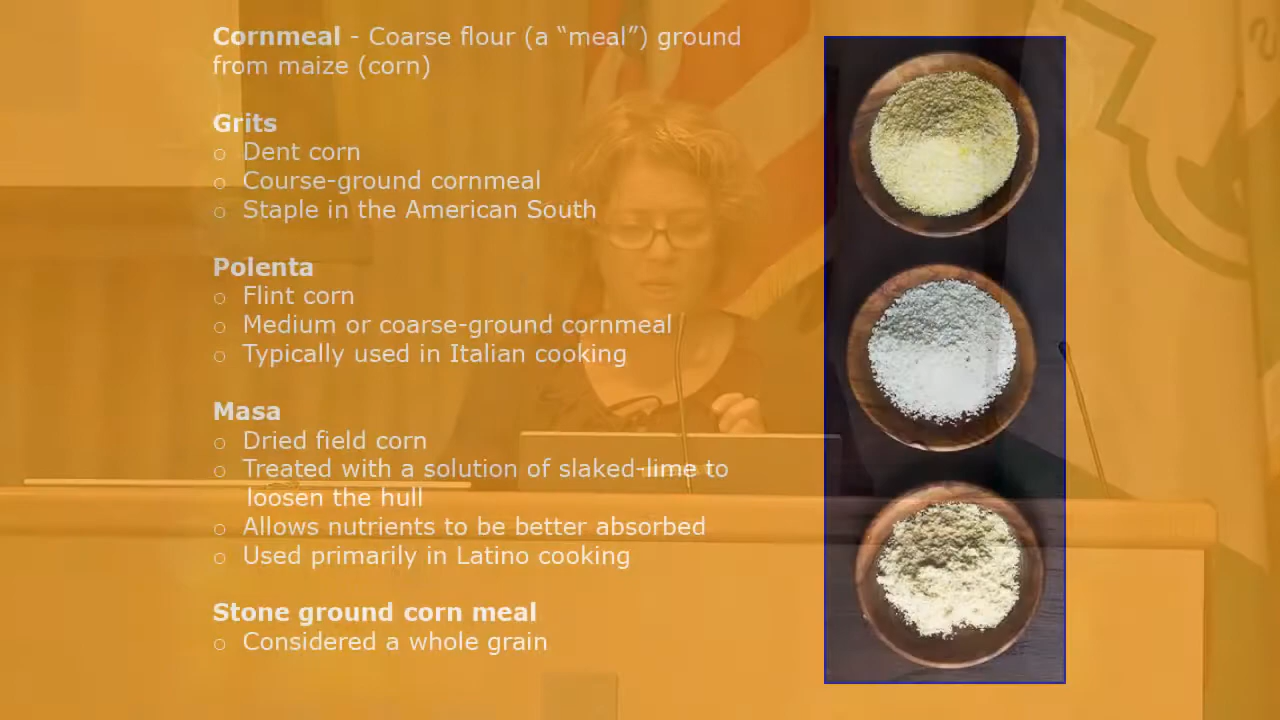 Cornmeal - Coarse flour (a “meal”) ground
from maize (corn)
Grits
o Dent corn
o Course-ground cornmeal
o Staple in the American South
Polenta
o Flint corn
o Medium or coarse-ground cornmeal
o Typically used in Italian cooking
Masa
o Dried field corn
o Treated with a solution of slaked-lime to
loosen the hull
o Allows nutrients to be better absorbed
o Used primarily in Latino cooking
Stone ground corn meal
o Considered a whole grain